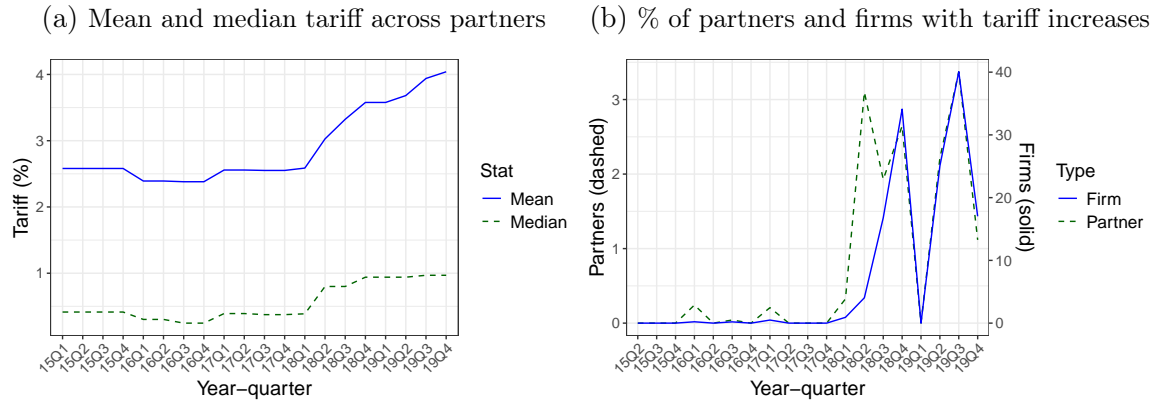 (a) Mean and median tariff across partners
4
3
2
1
Tariff (%)
15Q1
15Q2
15Q3
15Q4
16Q1
16Q2
16Q3
16Q4
17Q1
17Q2
17Q3
17Q4
18Q1
18Q2
18Q3
18Q4
19Q1
19Q2
19Q3
19Q4
Year−quarter
Stat
Mean
Median
(b) % of partners and firms with tariff increases
3
2
1
0
Partners (dashed)
40
30
20
10
0
Firms
(solid)
15Q2
15Q3
15Q4
16Q1
16Q2
16Q3
16Q4
17Q1
17Q2
17Q3
17Q4
18Q1
18Q2
18Q3
18Q4
19Q1
19Q2
19Q3
19Q4
Year−quarter
Type
Firm
Partner